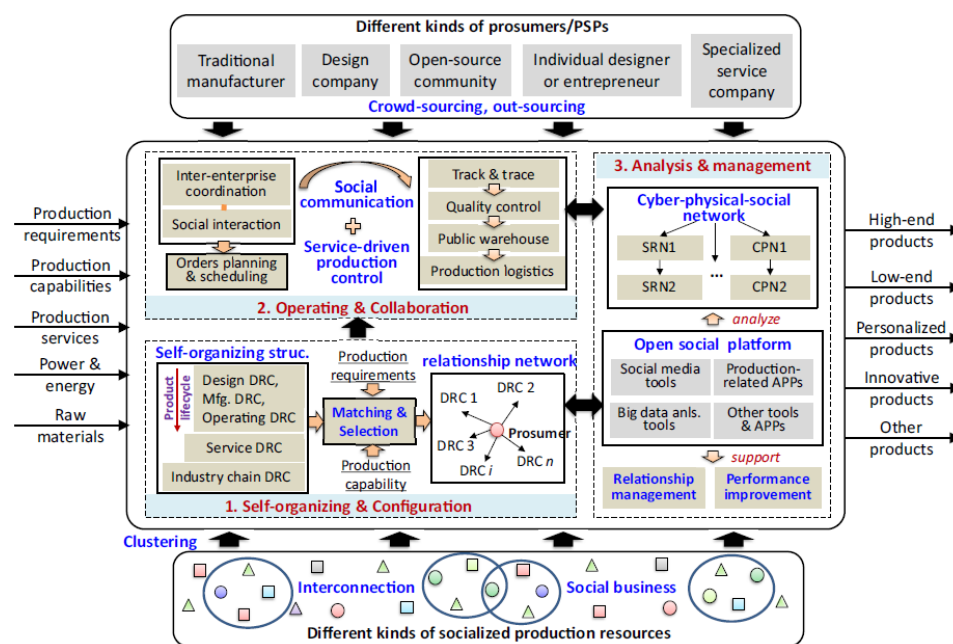 Different kinds of prosumers/PSPs
Traditional
manufacturer
Design
company
Open-source
community
Individual designer
or entrepreneur
Specialized
service
company
Crowd-sourcing, out-sourcing
Production
requirements
Production
capabilities
Production
services
Power &
energy
Raw
materials
Inter-enterprise
coordination
Social interaction
Orders planning
& scheduling
Social
communication
Service-driven
production
control
Track & trace
Quality control
Public warehouse
Production logistics
2. Operating & Collaboration
Self-organizing struc.
Product
lifecycle
Design DRC,
Mfg. DRC,
Operating DRC
Service DRC
Industry chain DRC
Production
requirements
Matching &
Selection
Production
capability
relationship network
DRC 1
DRC 2
Prosumer
DRC 3
DRC i
DRC n
1. Self-organizing & Configuration
3. Analysis & management
Cyber-physical-social
network
SRN1
CPN1
...
SRN2
CPN2
analyze
Open social platform
Social media
tools
Production-
related APPs
Big data anls.
tools
Other tools
& APPs
support
Relationship
management
Performance
improvement
High-end
products
Low-end
products
Personalized
products
Innovative
products
Other
products
Clustering
Interconnection
Social business
Different kinds of socialized production resources